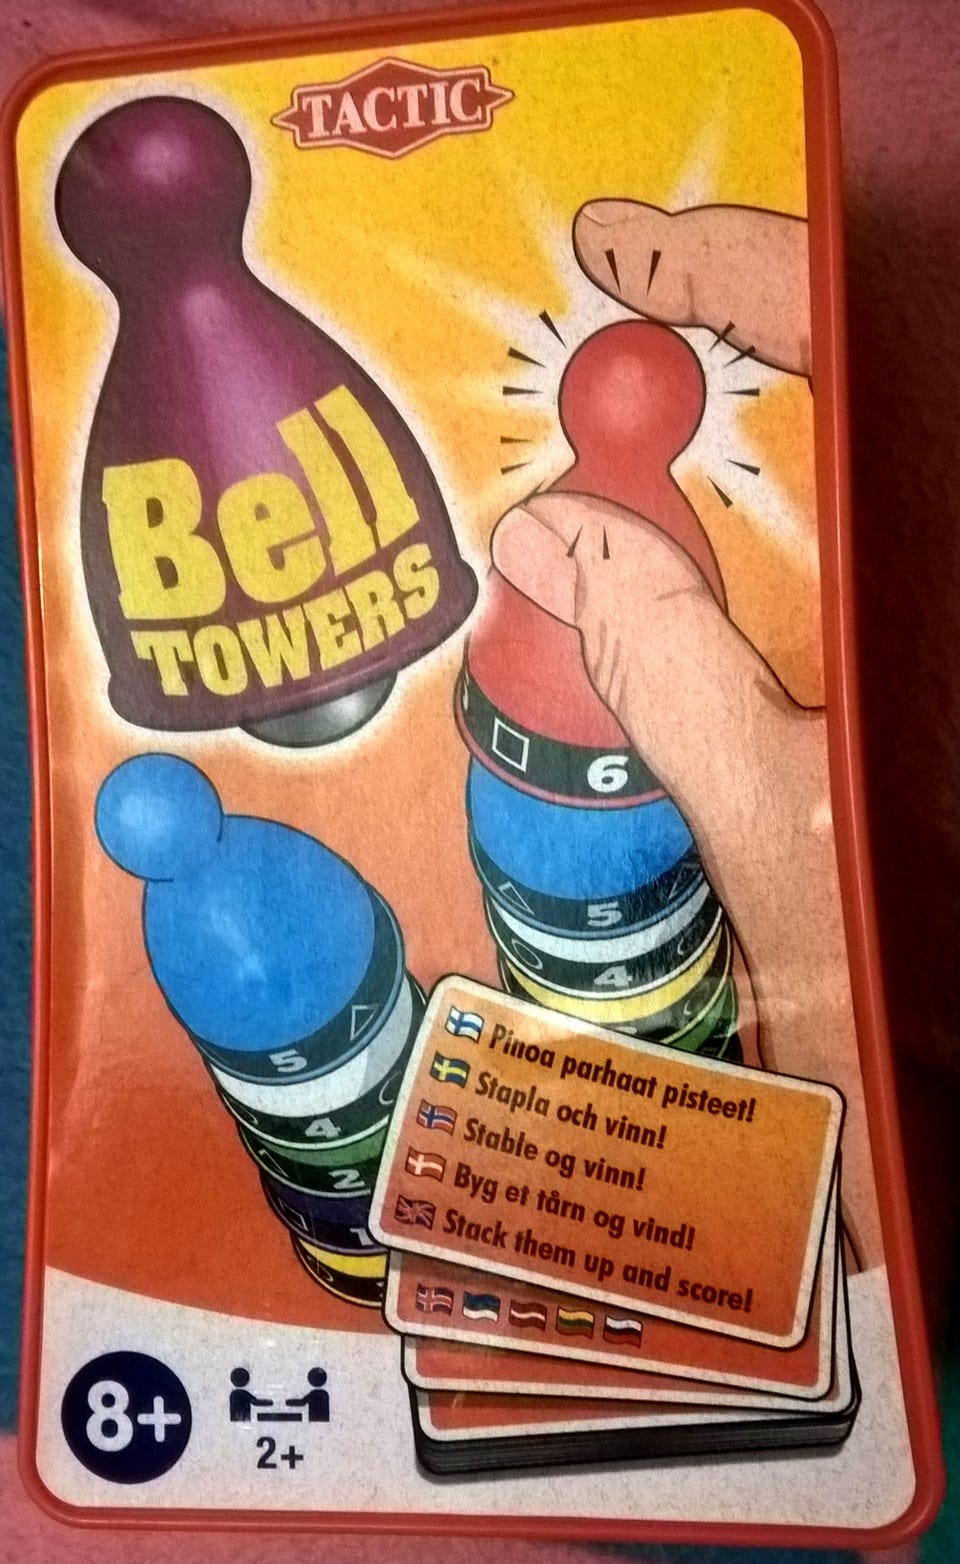 TACTIC
Bell
TOWERS
6
5
4
5
4
2
1
Pinoa parhaat pisteet!
Stapla och vinn!
Stable og vinn!
Byg et tårn og vind!
Stack them up and score!
8+
2+